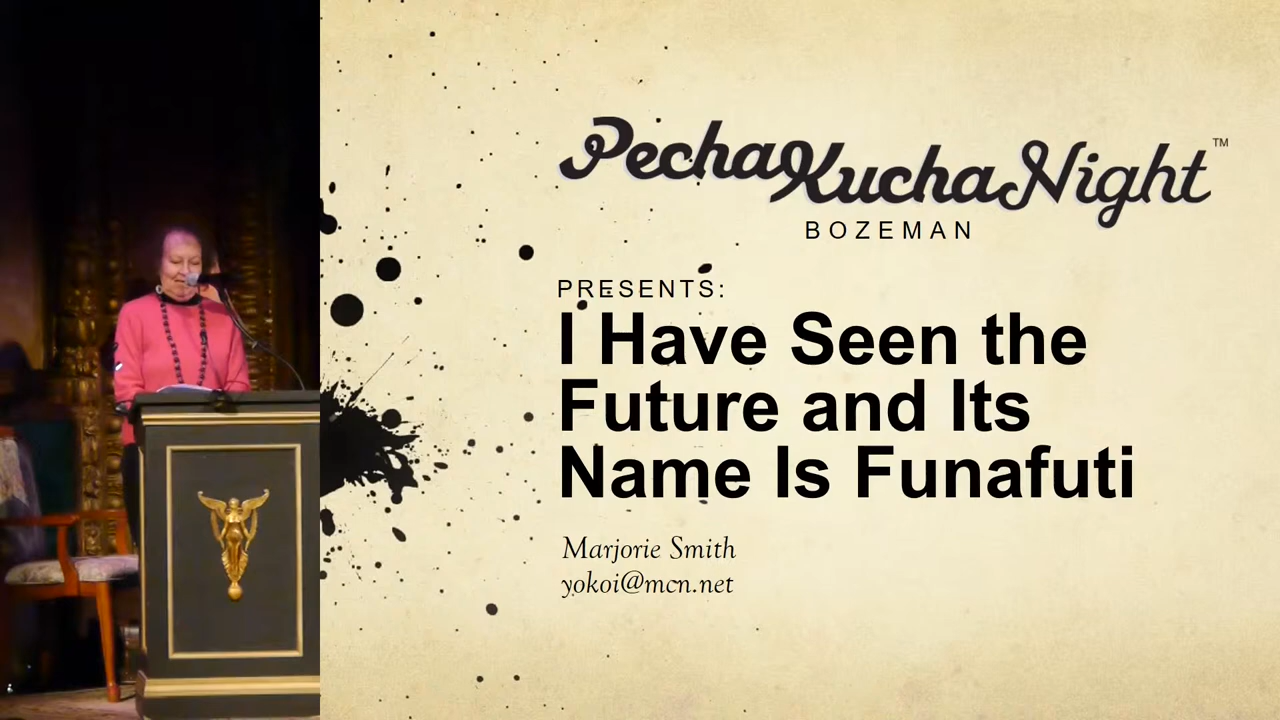 PechaKuchaNight™
BOZEMAN
PRESENTS:
I Have Seen the
Future and Its
Name Is Funafuti
Marjorie Smith
yokoi@mcn.net